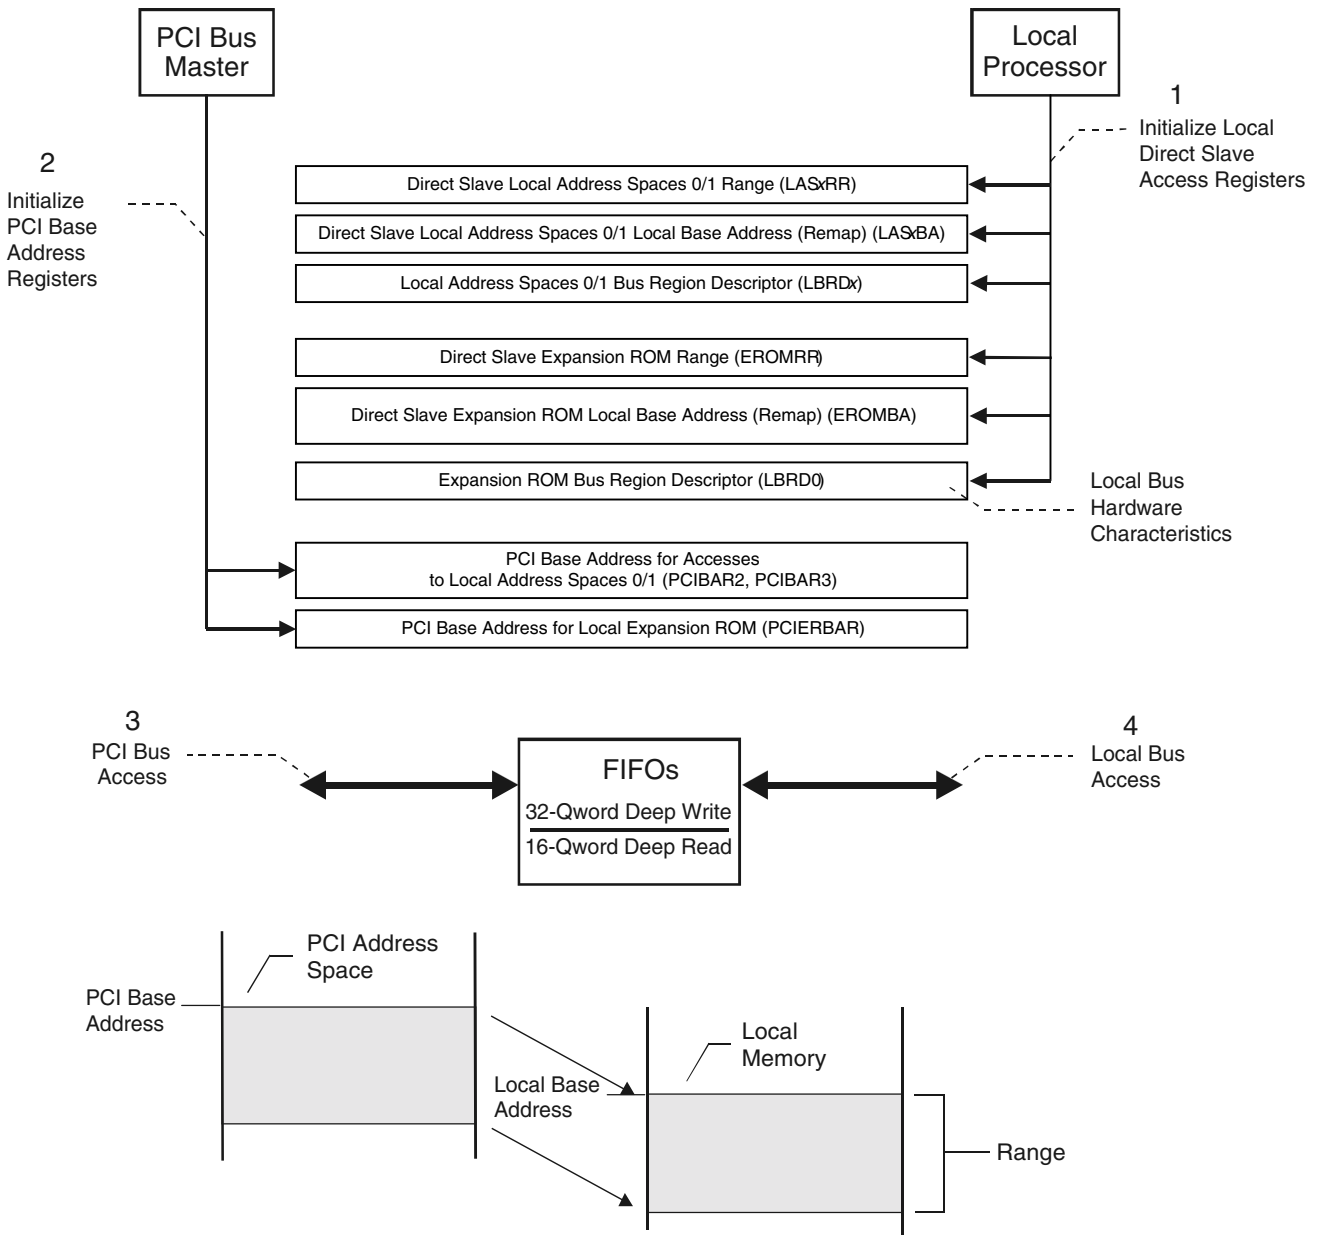 PCI Bus
Master
Local
Processor
1
Initialize Local
Direct Slave
Access Registers
2
Initialize
PCI Base
Address
Registers
Direct Slave Local Address Spaces 0/1 Range (LASxRR)
Direct Slave Local Address Spaces 0/1 Local Base Address (Remap) (LASxBA)
Local Address Spaces 0/1 Bus Region Descriptor (LBRDx)
Direct Slave Expansion ROM Range (EROMRR)
Direct Slave Expansion ROM Local Base Address (Remap) (EROMBA)
Expansion ROM Bus Region Descriptor (LBRD0)
Local Bus
Hardware
Characteristics
PCI Base Address for Accesses
to Local Address Spaces 0/1 (PCIBAR2, PCIBAR3)
PCI Base Address for Local Expansion ROM (PCIERBAR)
3
PCI Bus
Access
FIFOs
32-Qword Deep Write
16-Qword Deep Read
4
Local Bus
Access
PCI Address
Space
PCI Base
Address
Local
Memory
Local Base
Address
Range